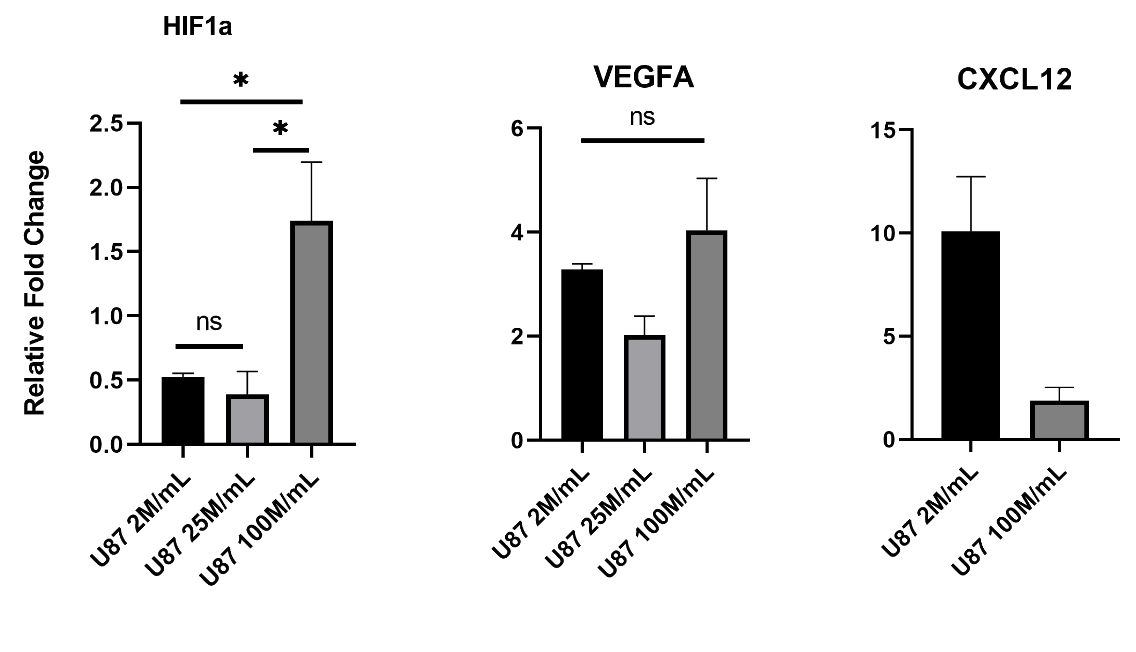 HIF1a
*
*
ns
Relative Fold Change
2.5
2.0
1.5
1.0
0.5
0.0
U87 2M/mL
U87 25M/mL
U87 100M/mL
VEGFA
ns
6
4
2
0
U87 2M/mL
U87 25M/mL
U87 100M/mL
CXCL12
15
10
5
0
U87 2M/mL
U87 100M/mL